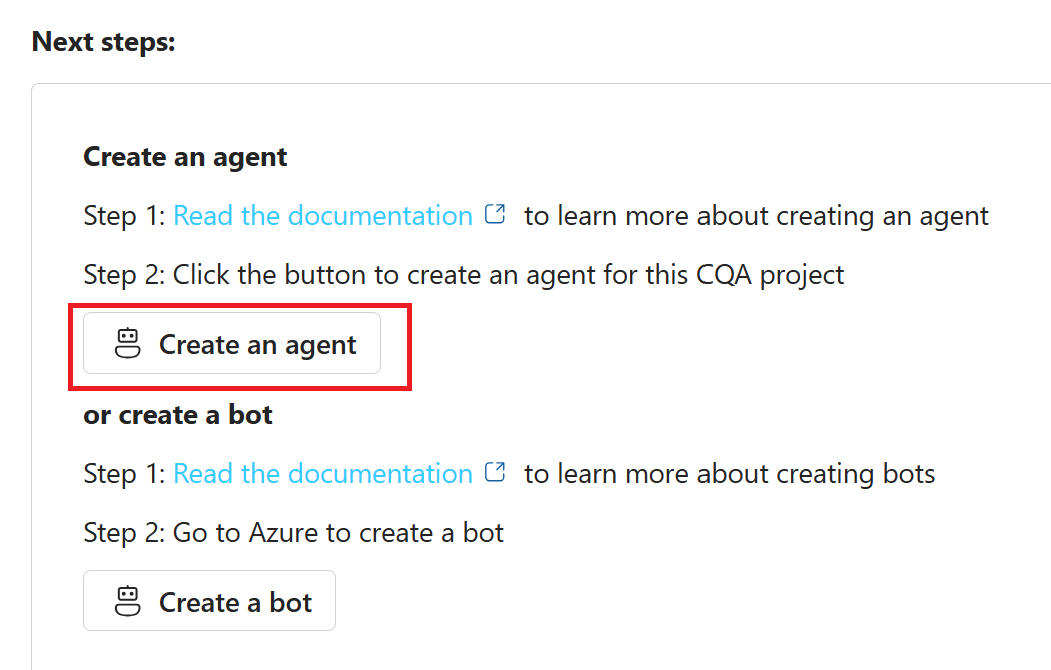 Next steps:
Create an agent
Step 1: Read the documentation to learn more about creating an agent
Step 2: Click the button to create an agent for this CQA project
Create an agent
or create a bot
Step 1: Read the documentation to learn more about creating bots
Step 2: Go to Azure to create a bot
Create a bot